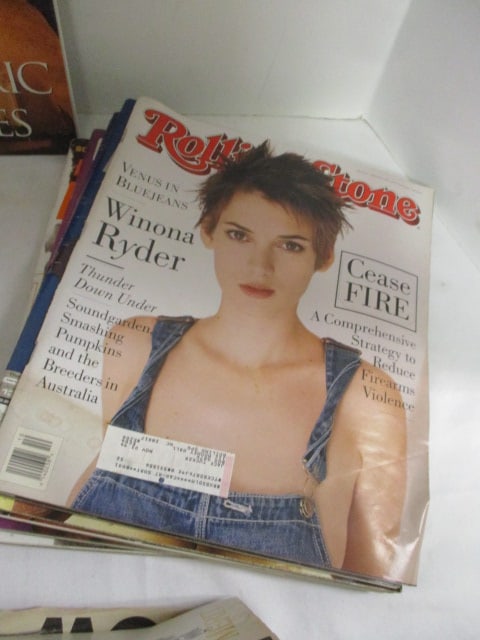 RIC
ES
Rolling Stone
VENUS IN
BLUEJEANS
Winona
Ryder
Thunder
Down Under
Soundgarden,
Smashing
Pumpkins
and the
Breeders in
Australia
Cease
FIRE
A Comprehensive
Strategy to
Reduce
Firearms
Violence